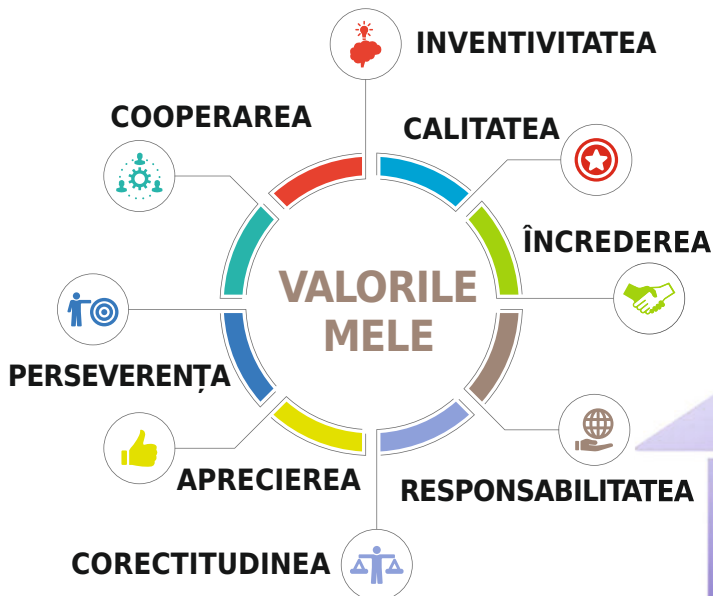 INVENTIVITATEA
COOPERAREA
CALITATEA
ÎNCREDEREA
VALORILE
MELE
PERSEVERENȚA
APRECIEREA
RESPONSABILITATEA
CORECTITUDINEA